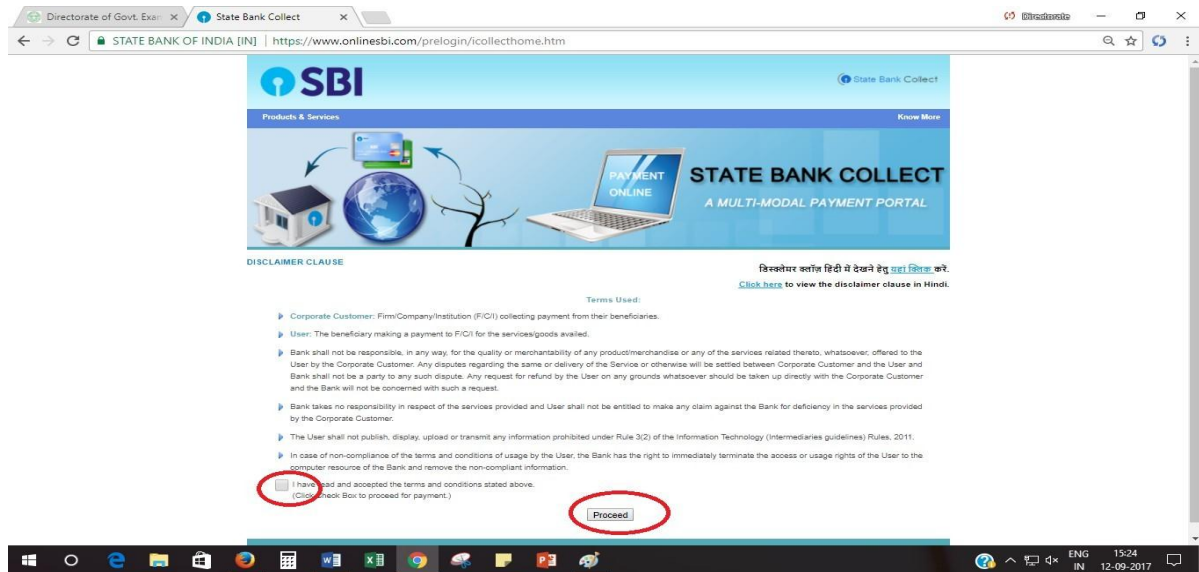 Directorate of Govt. Exan
State Bank Collect
Directorate
STATE BANK OF INDIA [IN] | https://www.onlinesbi.com/prelogin/icollecthome.htm
SBI
State Bank Collect
Products & Services
Know More
PAYMENT
ONLINE
STATE BANK COLLECT
A MULTI-MODAL PAYMENT PORTAL
DISCLAIMER CLAUSE
डिस्क्लेमर क्लॉज़ हिंदी में देखने हेतु यहां क्लिक करें.
Click here to view the disclaimer clause in Hindi.
Terms Used:
Corporate Customer: Firm/Company/Institution (F/C/I) collecting payment from their beneficiaries.
User: The beneficiary making a payment to F/C/I for the services/goods availed.
Bank shall not be responsible, in any way, for the quality or merchantability of any product/merchandise or any of the services related thereto, whatsoever, offered to the
User by the Corporate Customer. Any disputes regarding the same or delivery of the Service or otherwise will be settled between Corporate Customer and the User and
Bank shall not be a party to any such dispute. Any request for refund by the User on any grounds whatsoever should be taken up directly with the Corporate Customer
and the Bank will not be concerned with such a request.
Bank takes no responsibility in respect of the services provided and User shall not be entitled to make any claim against the Bank for deficiency in the services provided
by the Corporate Customer.
The User shall not publish, display, upload or transmit any information prohibited under Rule 3(2) of the Information Technology (Intermediaries guidelines) Rules, 2011.
In case of non-compliance of the terms and conditions of usage by the User, the Bank has the right to immediately terminate the access or usage rights of the User to the
computer resource of the Bank and remove the non-compliant information.
I have read and accepted the terms and conditions stated above.
(Click Check Box to proceed for payment.)
Proceed
ENG 15:24
IN 12-09-2017